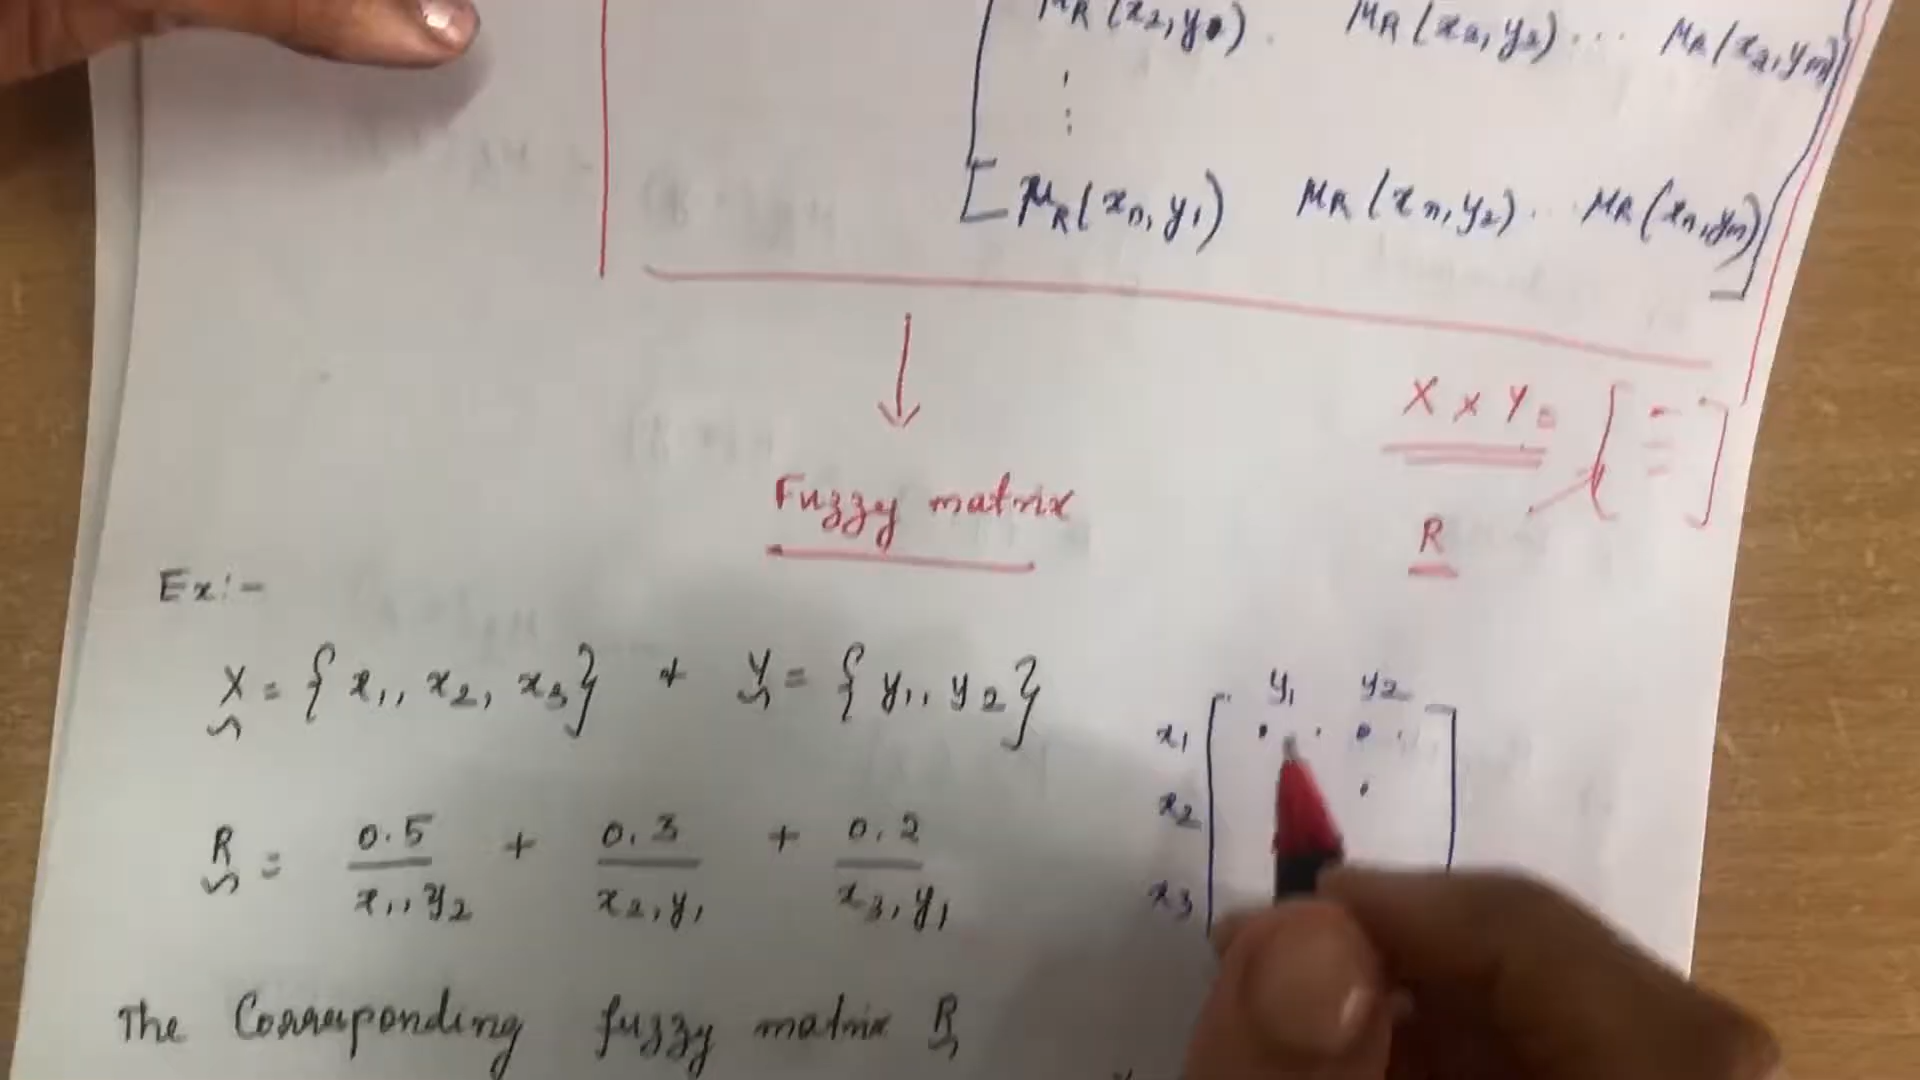 μR(x2,y1) . μR(x2,y2) ... μR(x2,ym)
⋮
μR(xn,y1) μR(xn,y2) ... μR(xn,ym)
X × Y
R
Fuzzy matrix
Ex:-
X = { x1, x2, x3} + Y = { y1, y2}
R = 0.5/x1,y2 + 0.3/x2,y1 + 0.2/x3,y1
y1 y2
x1
x2
x3
The Corresponding fuzzy matrix R